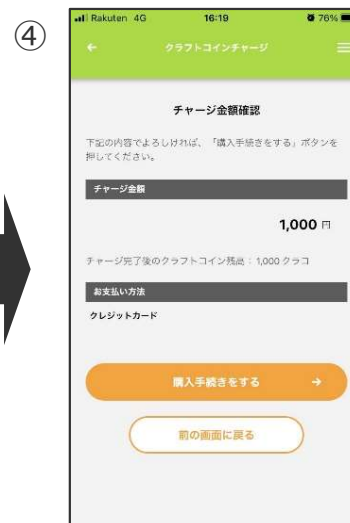 ④
Rakuten 4G 16:19 76%
クラフトコインチャージ
チャージ金額確認
下記の内容でよろしければ、「購入手続きをする」ボタンを
押してください。
チャージ金額
1,000 円
チャージ完了後のクラフトコイン残高：1,000 クラコ
お支払い方法
クレジットカード
購入手続きをする →
前の画面に戻る